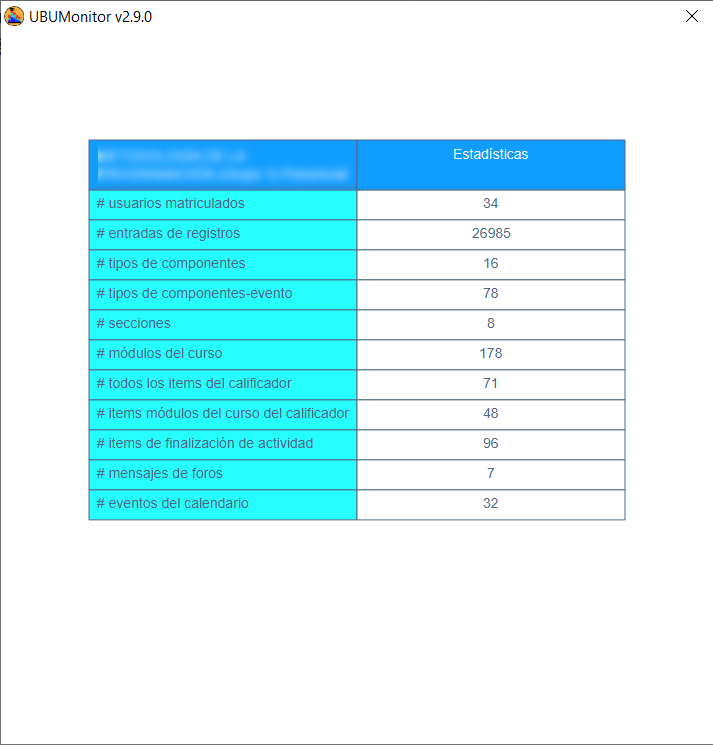 UBUMonitor v2.9.0
Estadísticas
# usuarios matriculados 34
# entradas de registros 26985
# tipos de componentes 16
# tipos de componentes-evento 78
# secciones 8
# módulos del curso 178
# todos los items del calificador 71
# items módulos del curso del calificador 48
# items de finalización de actividad 96
# mensajes de foros 7
# eventos del calendario 32